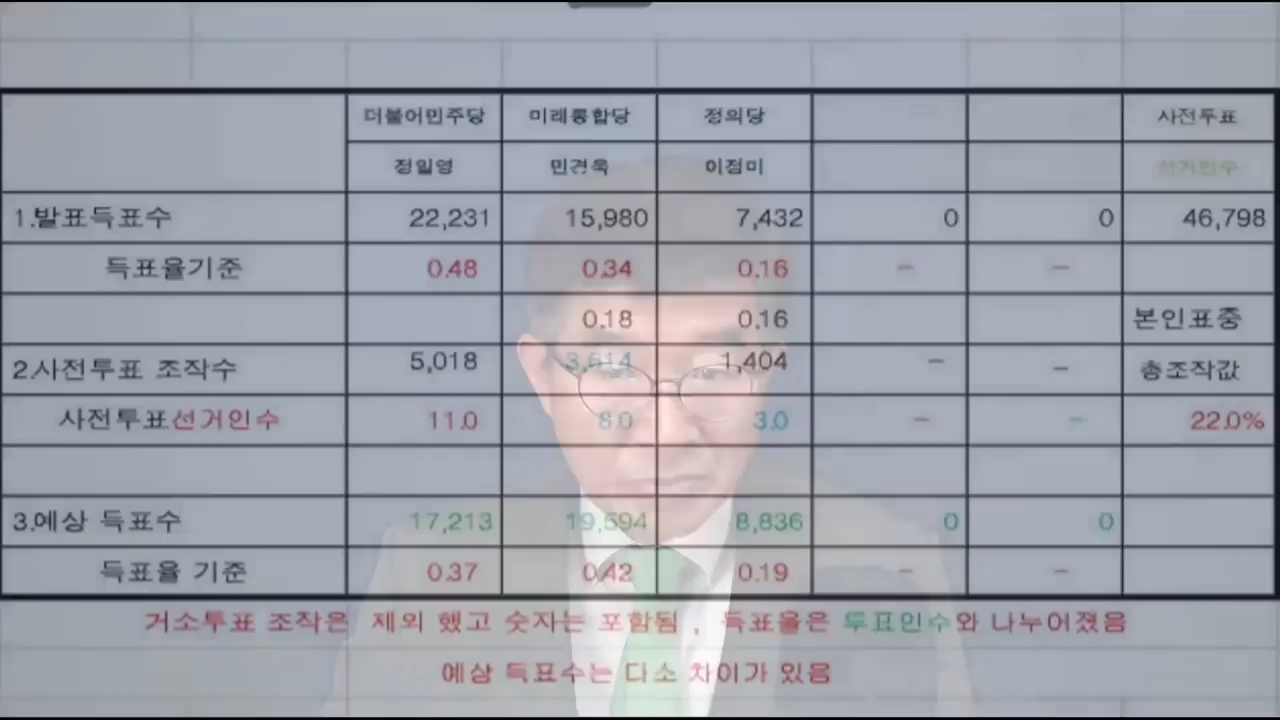 더불어민주당 미래통합당 정의당 사전투표
정일영 민경욱 이정미 선거인수
1.발표득표수 22,231 15,980 7,432 0 0 46,798
득표율기준 0.48 0.34 0.16 - -
0.18 0.16 본인표중
2.사전투표 조작수 5,018 3,614 1,404 - - 총조작값
사전투표선거인수 11.0 8.0 3.0 - - 22.0%
3.예상 득표수 17,213 19,594 8,836 0 0
득표율 기준 0.37 0.42 0.19 - -
거소투표 조작은 제외 했고 숫자는 포함됨 , 득표율은 투표인수와 나누어졌음
예상 득표수는 다소 차이가 있음